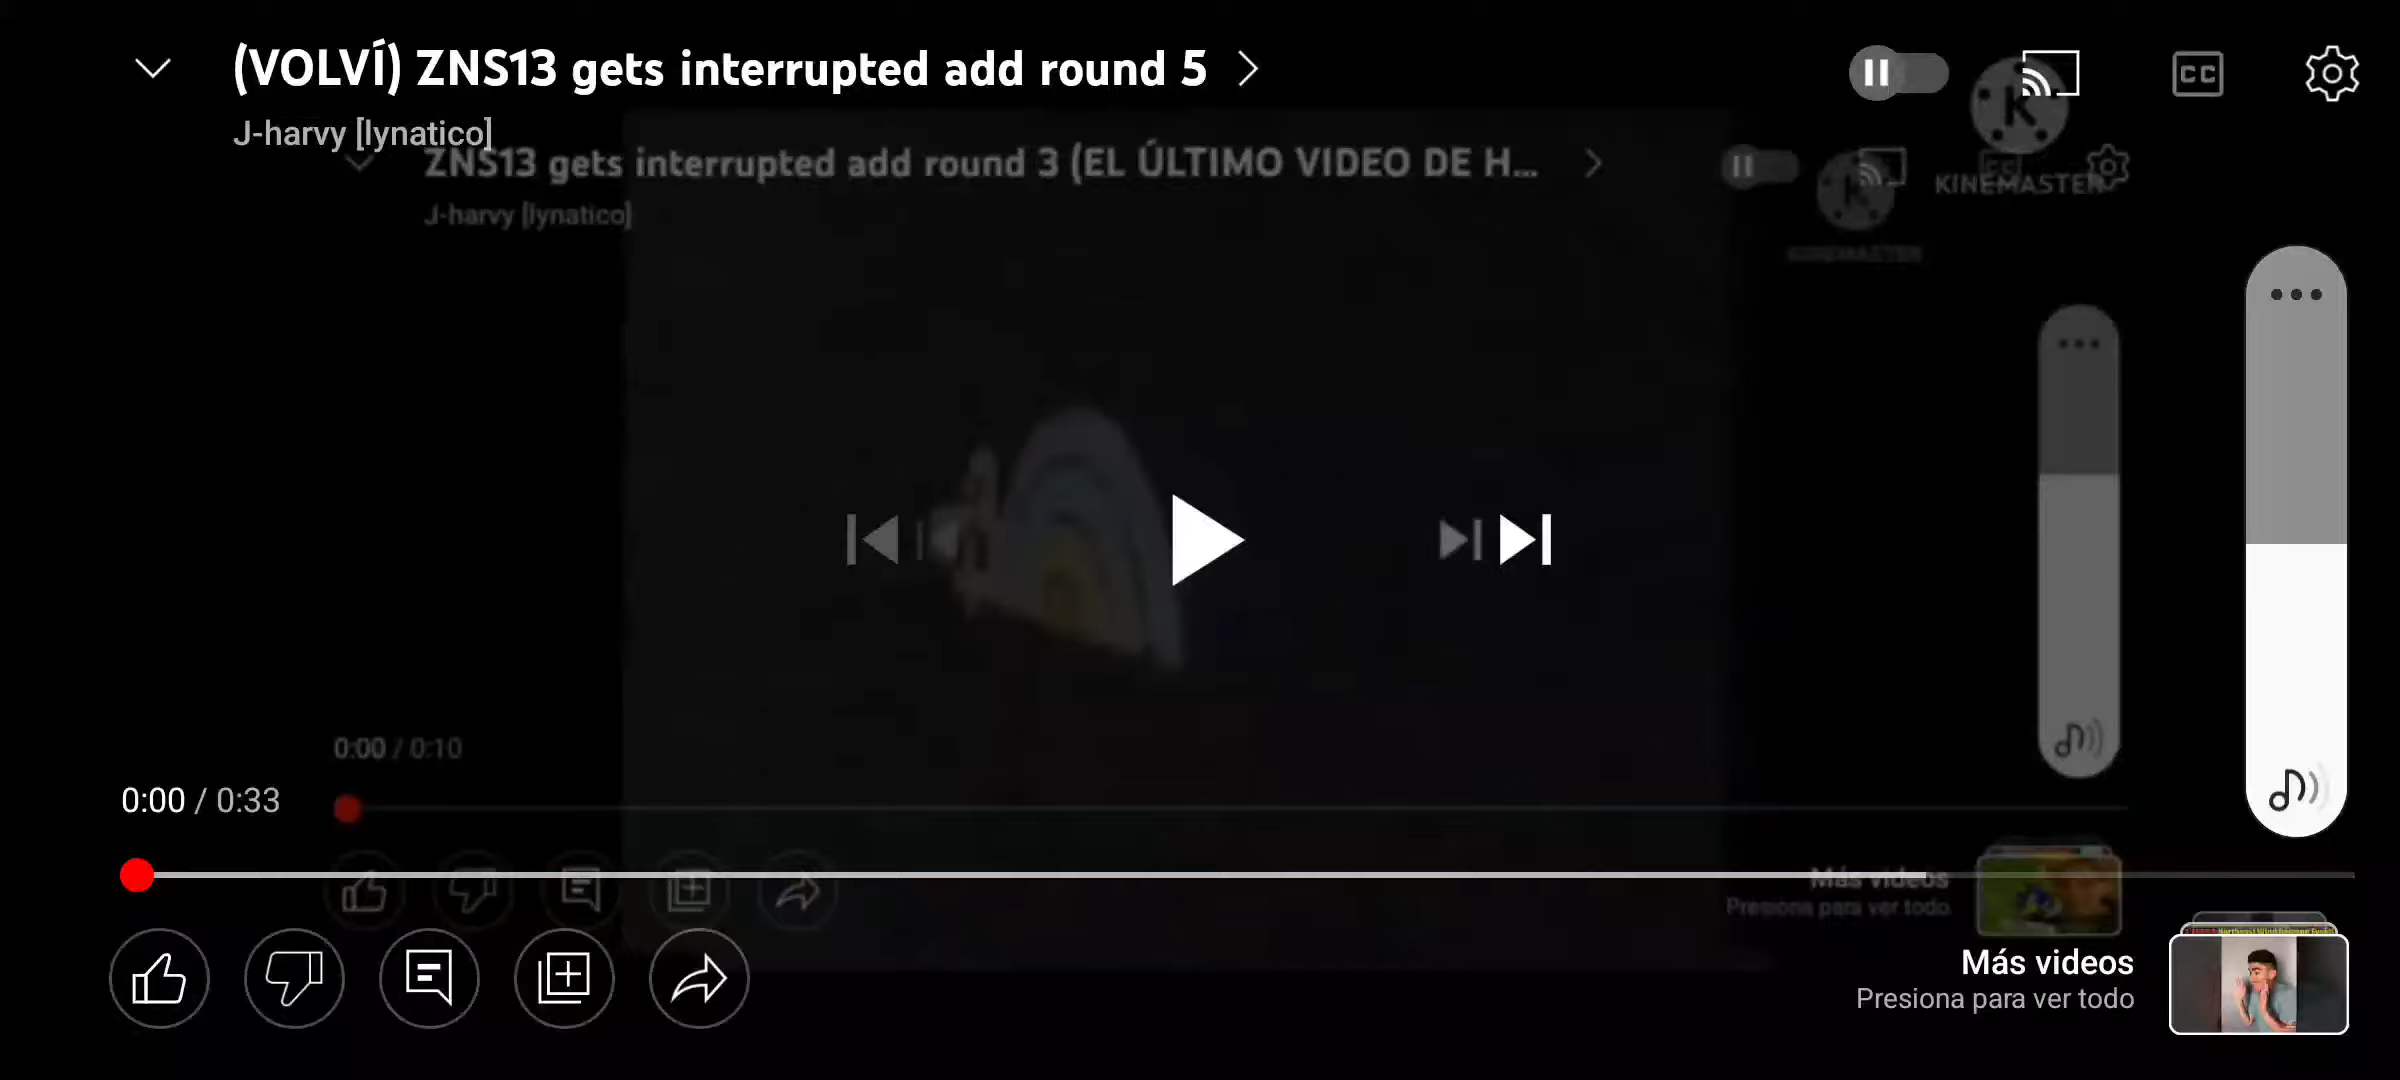 (VOLVÍ) ZNS13 gets interrupted add round 5
J-harvy [lynatico]
CC
ZNS13 gets interrupted add round 3 (EL ÚLTIMO VIDEO DE H...
J-harvy [lynatico]
K
KINEMASTER
K
KINEMASTER
0:00 / 0:10
0:00 / 0:33
Más videos
Presiona para ver todo
Más videos
Presiona para ver todo